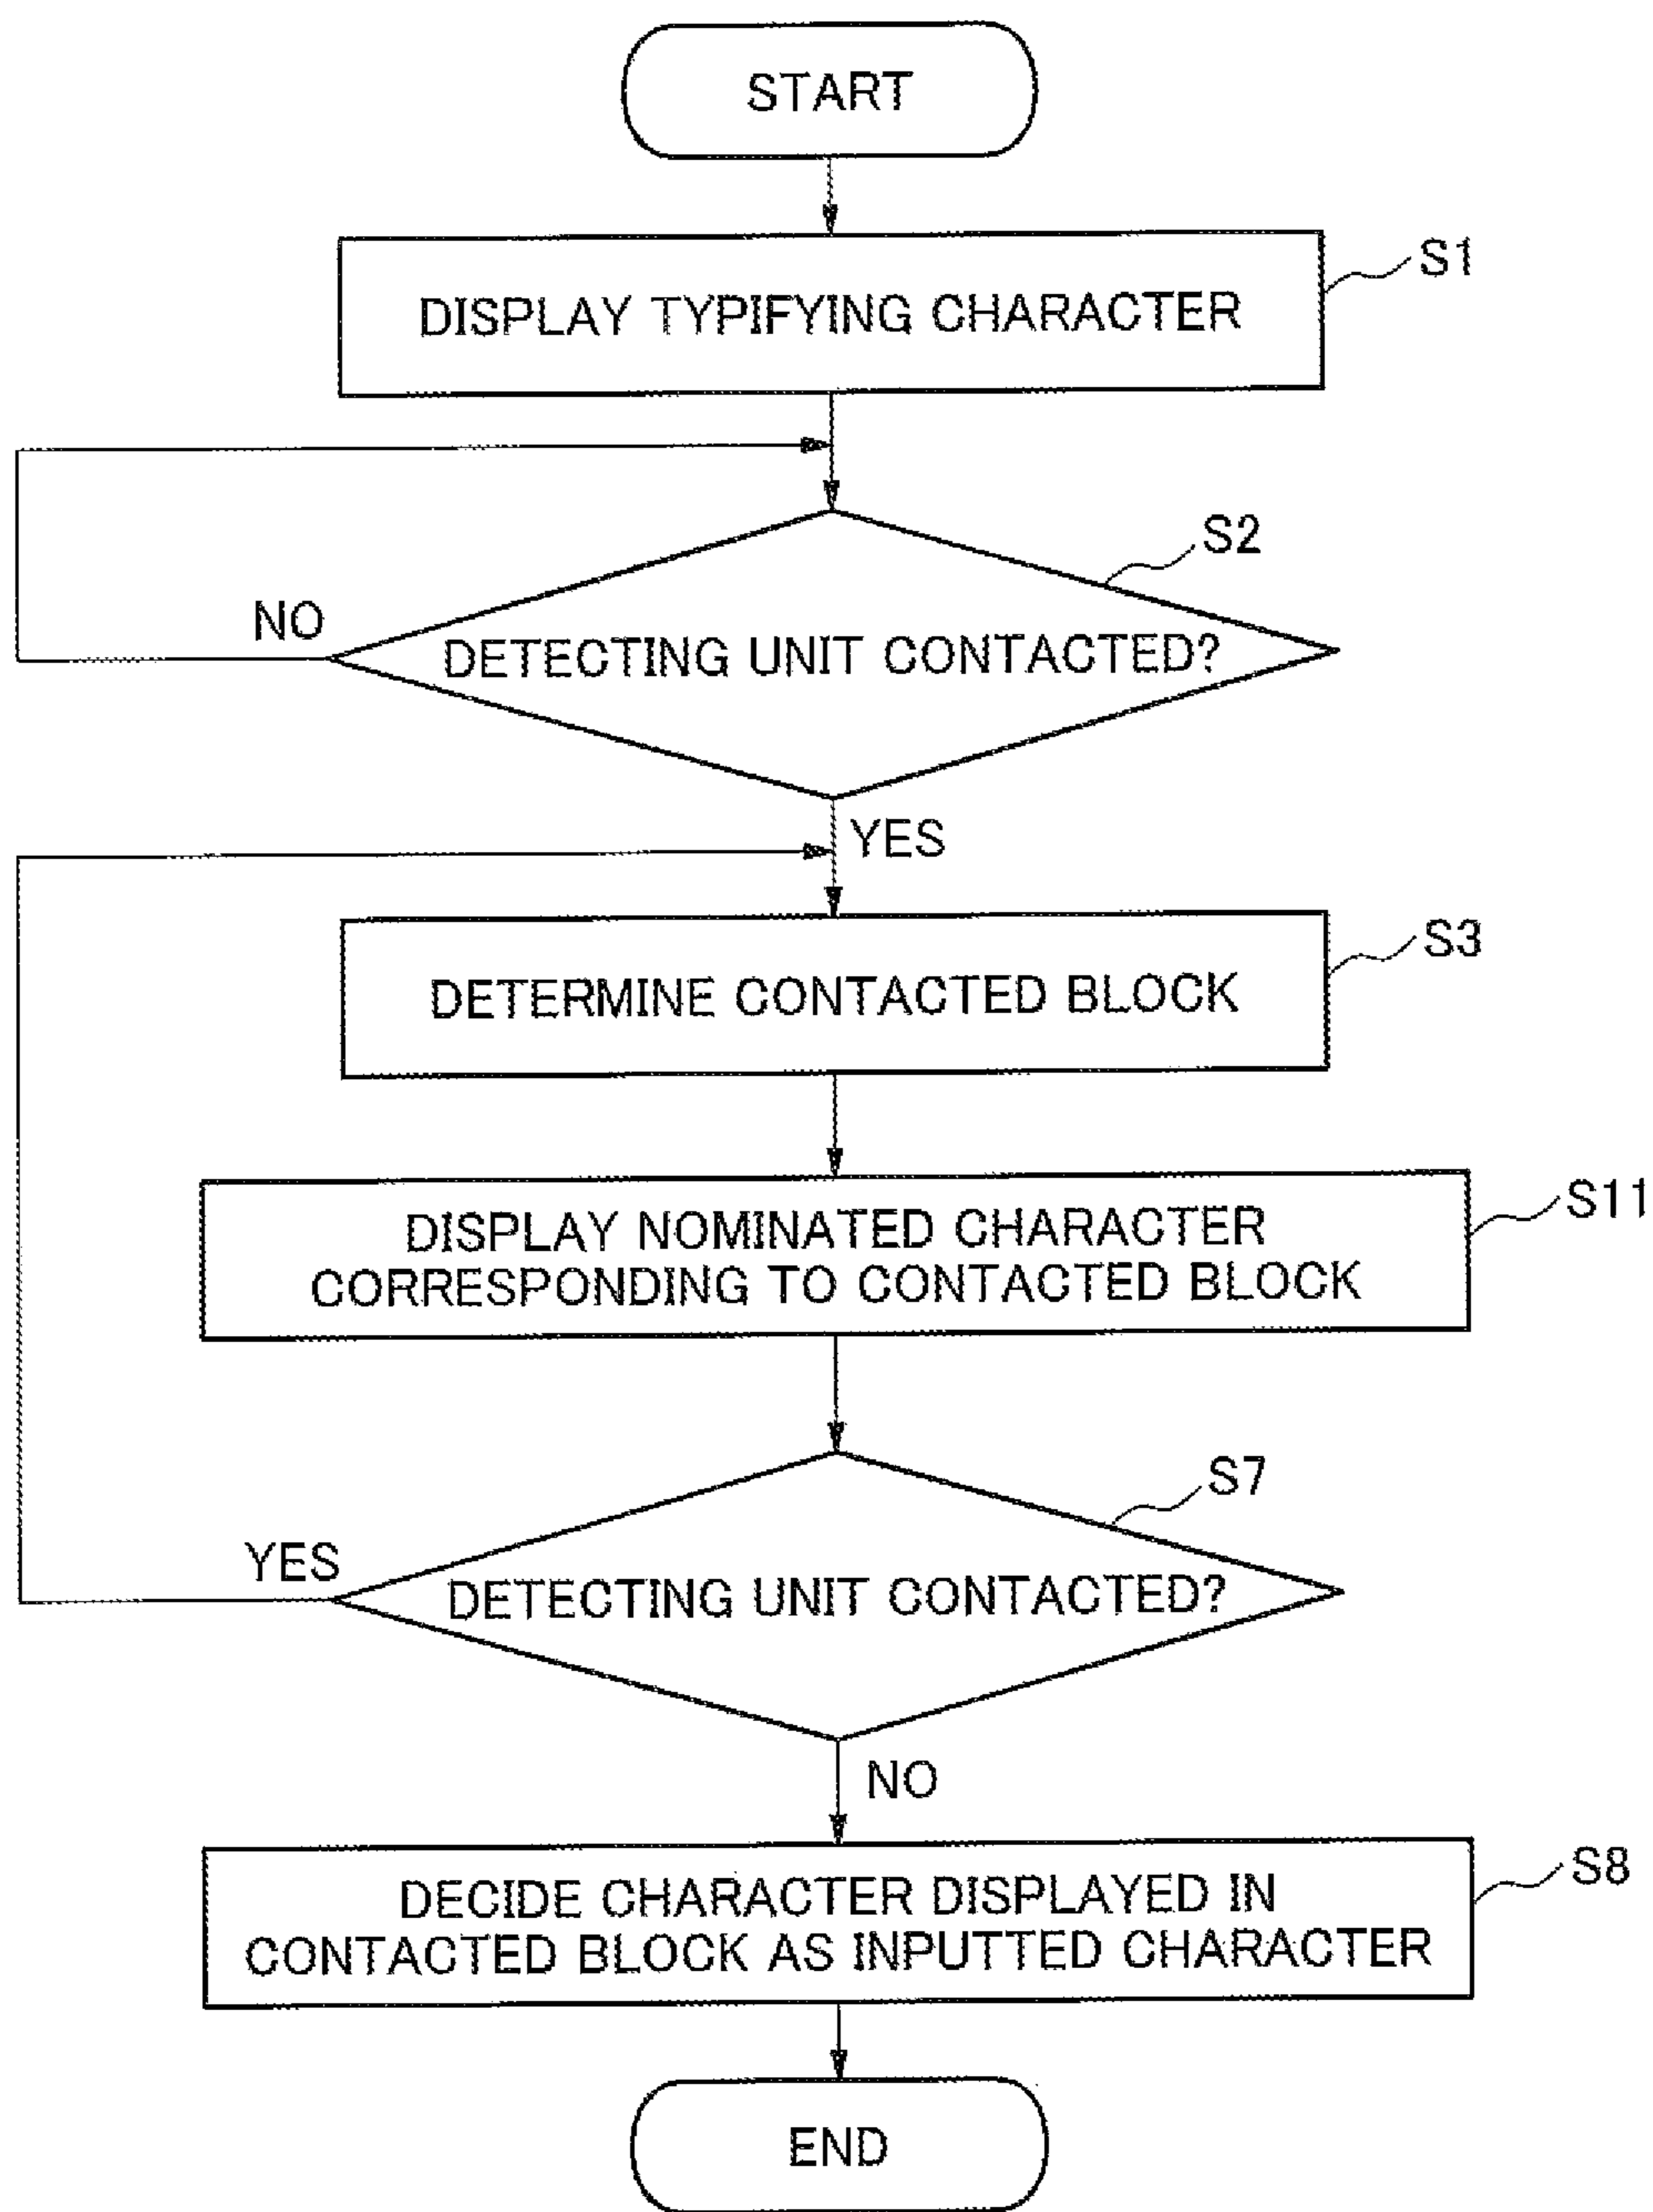 START
DISPLAY TYPIFYING CHARACTER
S1
S2
NO
DETECTING UNIT CONTACTED?
YES
S3
DETERMINE CONTACTED BLOCK
S11
DISPLAY NOMINATED CHARACTER
CORRESPONDING TO CONTACTED BLOCK
S7
YES
DETECTING UNIT CONTACTED?
NO
S8
DECIDE CHARACTER DISPLAYED IN
CONTACTED BLOCK AS INPUTTED CHARACTER
END